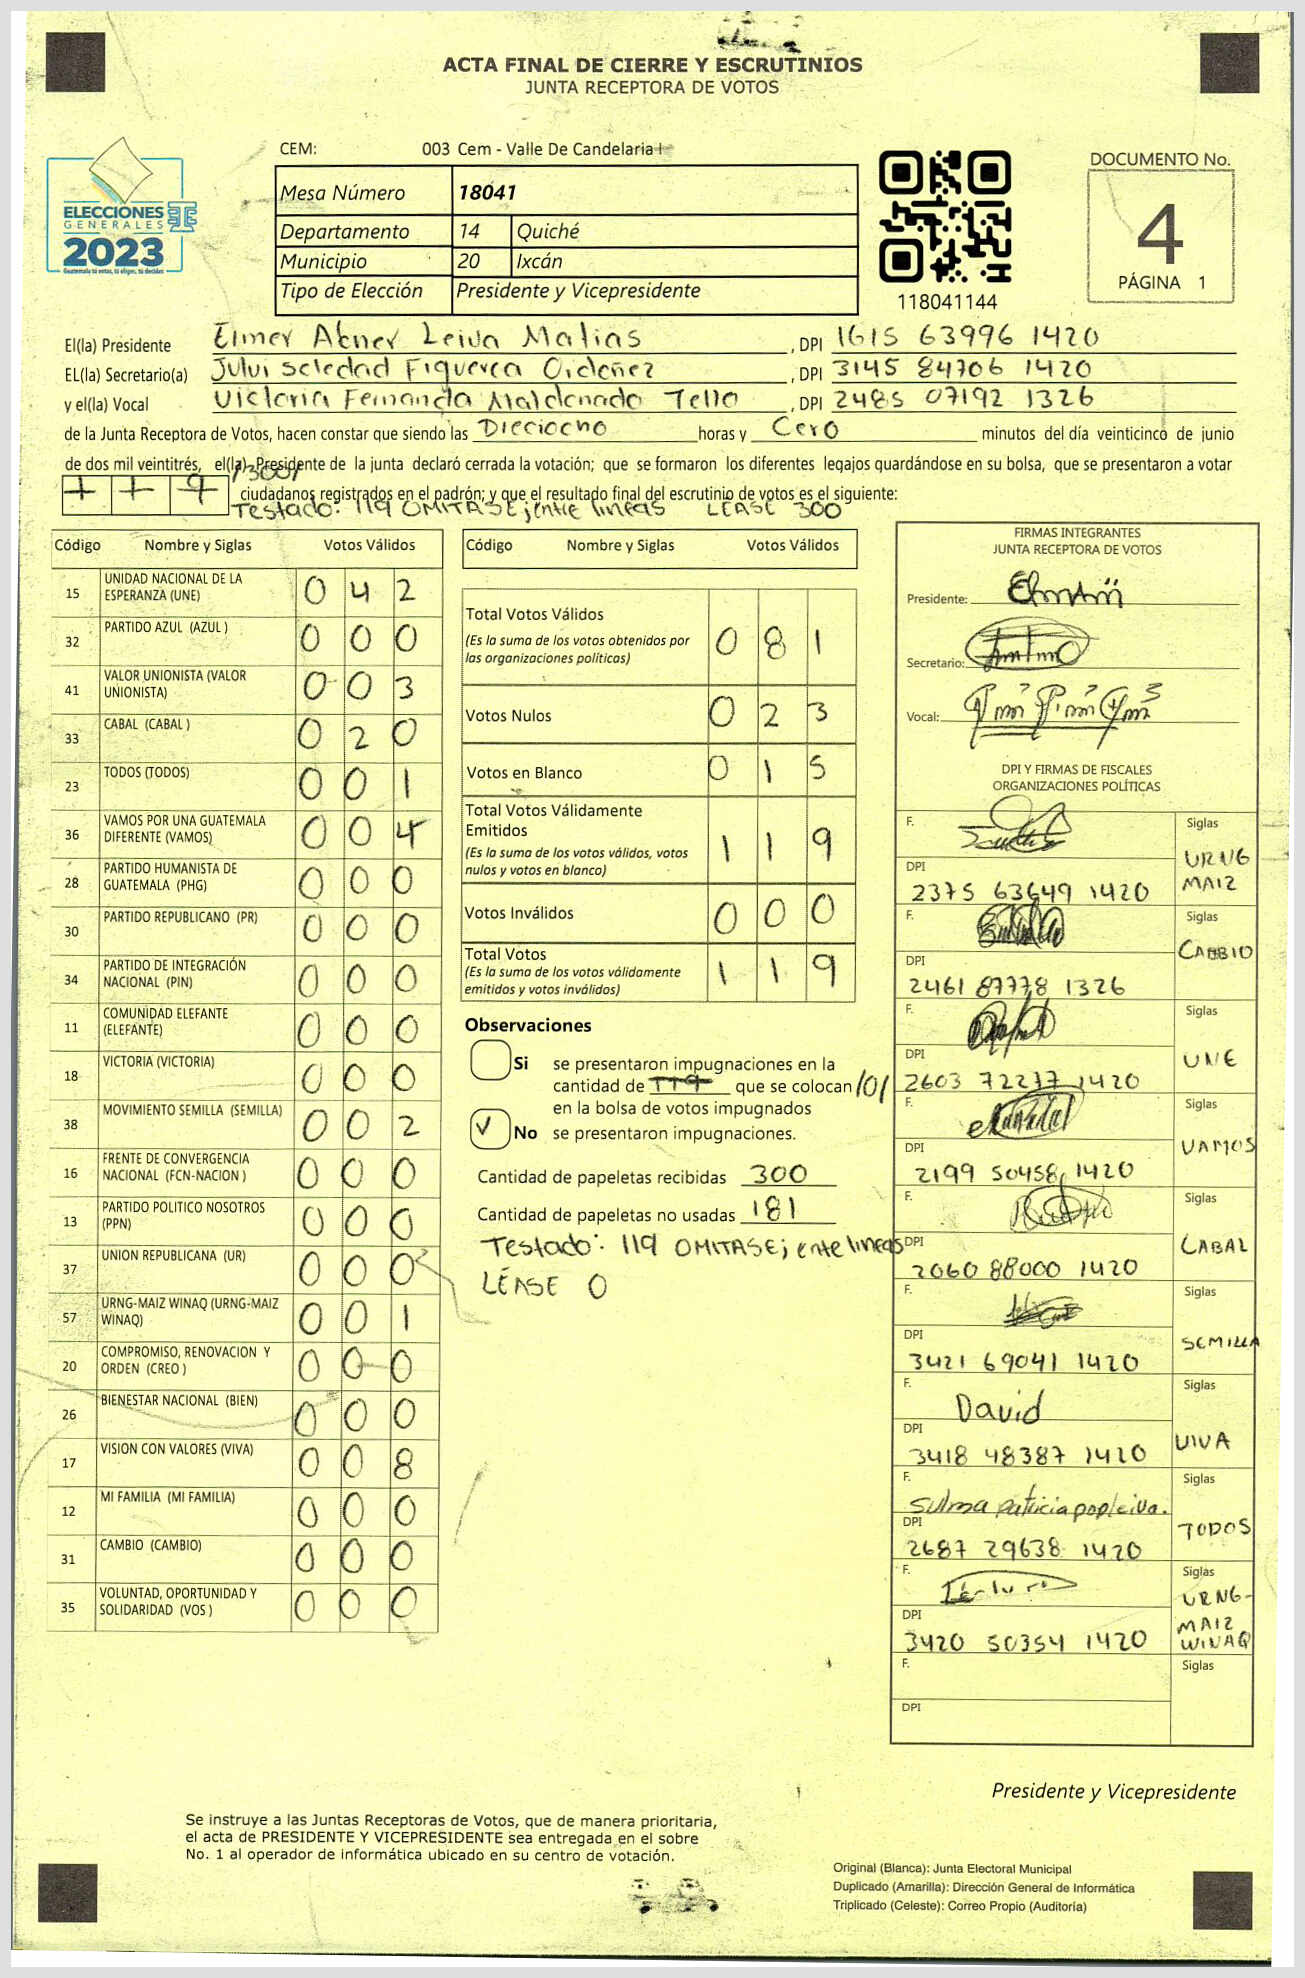 ACTA FINAL DE CIERRE Y ESCRUTINIOS
JUNTA RECEPTORA DE VOTOS
CEM: 003 Cem - Valle De Candelaria I
Mesa Número 18041
Departamento 14 Quiché
Municipio 20 Ixcán
Tipo de Elección Presidente y Vicepresidente
ELECCIONES
GENERALES
2023
Guatemala tú votas, tú eliges, tú decides
118041144
DOCUMENTO No.
4
PÁGINA 1
El(la) Presidente Elmer Abner Leiva Matias , DPI 1615 63996 1420
EL(la) Secretario(a) Jului Soledad Figueroa Ordoñez , DPI 3145 84706 1420
y el(la) Vocal Victoria Fernanda Maldonado Tello , DPI 2485 07192 1326
de la Junta Receptora de Votos, hacen constar que siendo las Dieciocho horas y Cero minutos del día veinticinco de junio
de dos mil veintitrés, el(la) Presidente de la junta declaró cerrada la votación; que se formaron los diferentes legajos guardándose en su bolsa, que se presentaron a votar
/300/
119 ciudadanos registrados en el padrón; y que el resultado final del escrutinio de votos es el siguiente:
Testado: 119 OMITASE; entre lineas LEASE 300
Código Nombre y Siglas Votos Válidos
15 UNIDAD NACIONAL DE LA ESPERANZA (UNE) 0 4 2
32 PARTIDO AZUL (AZUL ) 0 0 0
41 VALOR UNIONISTA (VALOR UNIONISTA) 0 0 3
33 CABAL (CABAL ) 0 2 0
23 TODOS (TODOS) 0 0 1
36 VAMOS POR UNA GUATEMALA DIFERENTE (VAMOS) 0 0 4
28 PARTIDO HUMANISTA DE GUATEMALA (PHG) 0 0 0
30 PARTIDO REPUBLICANO (PR) 0 0 0
34 PARTIDO DE INTEGRACIÓN NACIONAL (PIN) 0 0 0
11 COMUNIDAD ELEFANTE (ELEFANTE) 0 0 0
18 VICTORIA (VICTORIA) 0 0 0
38 MOVIMIENTO SEMILLA (SEMILLA) 0 0 2
16 FRENTE DE CONVERGENCIA NACIONAL (FCN-NACION ) 0 0 0
13 PARTIDO POLITICO NOSOTROS (PPN) 0 0 0
37 UNION REPUBLICANA (UR) 0 0 0
57 URNG-MAIZ WINAQ (URNG-MAIZ WINAQ) 0 0 1
20 COMPROMISO, RENOVACION Y ORDEN (CREO ) 0 0 0
26 BIENESTAR NACIONAL (BIEN) 0 0 0
17 VISION CON VALORES (VIVA) 0 0 8
12 MI FAMILIA (MI FAMILIA) 0 0 0
31 CAMBIO (CAMBIO) 0 0 0
35 VOLUNTAD, OPORTUNIDAD Y SOLIDARIDAD (VOS ) 0 0 0
Código Nombre y Siglas Votos Válidos
Total Votos Válidos 0 8 1
(Es la suma de los votos obtenidos por
las organizaciones políticas)
Votos Nulos 0 2 3
Votos en Blanco 0 1 5
Total Votos Válidamente
Emitidos 1 1 9
(Es la suma de los votos válidos, votos
nulos y votos en blanco)
Votos Inválidos 0 0 0
Total Votos 1 1 9
(Es la suma de los votos válidamente
emitidos y votos inválidos)
Observaciones
Si se presentaron impugnaciones en la
cantidad de 119 que se colocan /0/
en la bolsa de votos impugnados
✓ No se presentaron impugnaciones.
Cantidad de papeletas recibidas 300
Cantidad de papeletas no usadas 181
Testado: 119 OMITASE; entre lineas
LÉASE 0
FIRMAS INTEGRANTES
JUNTA RECEPTORA DE VOTOS
Presidente:
Secretario:
Vocal:
DPI Y FIRMAS DE FISCALES
ORGANIZACIONES POLÍTICAS
F. Siglas
URNG
MAIZ
DPI
2375 63649 1420
F. Siglas
CAMBIO
DPI
2461 87778 1326
F. Siglas
UNE
DPI
2603 72277 1420
F. Siglas
VAMOS
DPI
2199 50458 1420
F. Siglas
CABAL
DPI
2060 88000 1420
F. Siglas
SEMILLA
DPI
3421 69041 1420
F. David Siglas
VIVA
DPI
3418 48387 1420
F. Sulma patricia pop leiva. Siglas
TODOS
DPI
2687 29638 1420
F. Siglas
URNG-
MAIZ
WINAQ
DPI
3420 50354 1420
F. Siglas
DPI
Presidente y Vicepresidente
Se instruye a las Juntas Receptoras de Votos, que de manera prioritaria,
el acta de PRESIDENTE Y VICEPRESIDENTE sea entregada en el sobre
No. 1 al operador de informática ubicado en su centro de votación.
Original (Blanca): Junta Electoral Municipal
Duplicado (Amarilla): Dirección General de Informática
Triplicado (Celeste): Correo Propio (Auditoría)